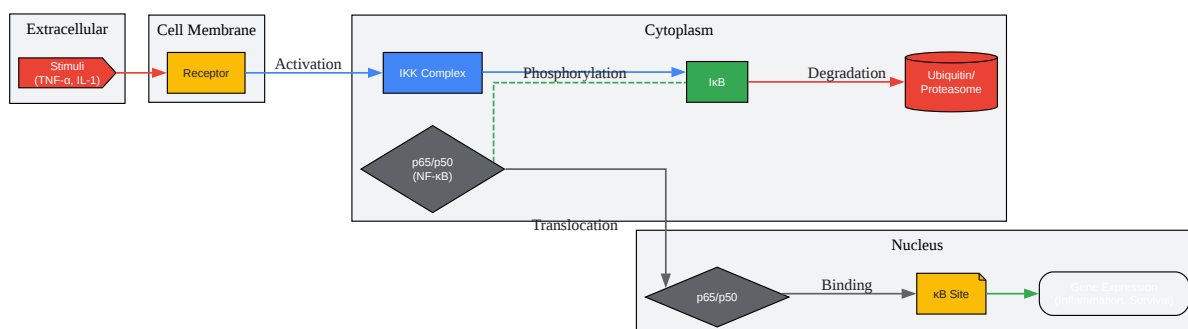 Extracellular
Stimuli
(TNF-α, IL-1)
Cell Membrane
Receptor
Activation
Cytoplasm
IKK Complex
Phosphorylation
IκB
Degradation
Ubiquitin/
Proteasome
p65/p50
(NF-κB)
Translocation
Nucleus
p65/p50
Binding
κB Site
Gene Expression
(Inflammation, Survival)